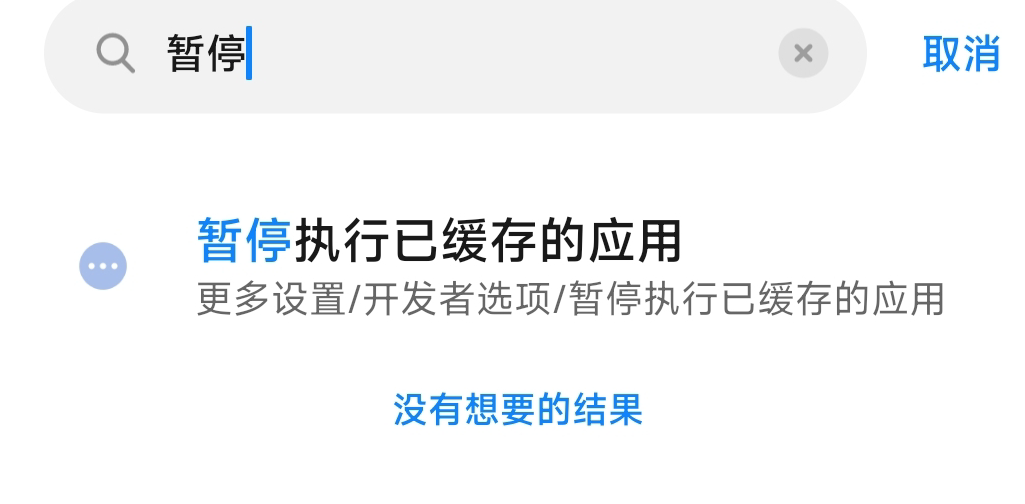 暂停
取消
暂停执行已缓存的应用
更多设置/开发者选项/暂停执行已缓存的应用
没有想要的结果